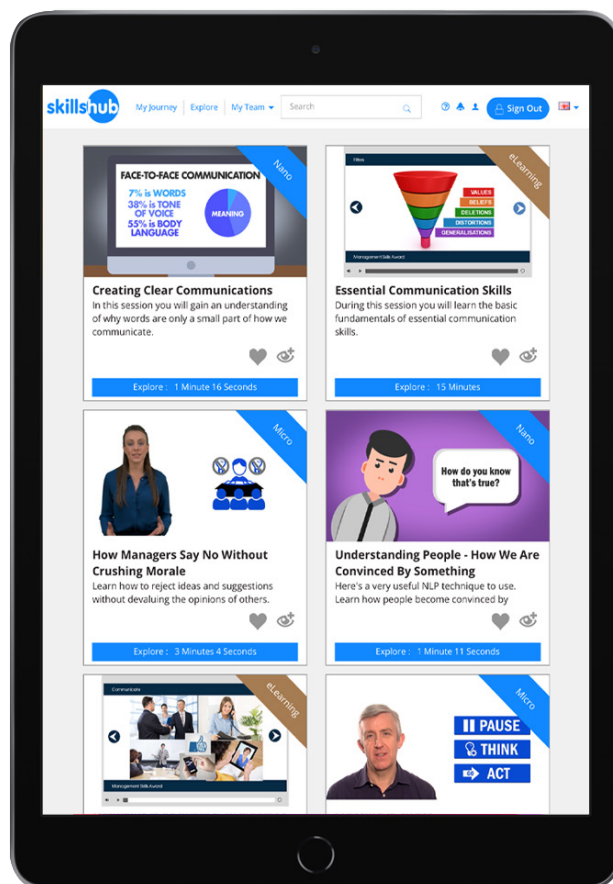 skillshub
My Journey
Explore
My Team
Search
Sign Out
Nano
FACE-TO-FACE COMMUNICATION
7% is WORDS
38% is TONE
OF VOICE
55% is BODY
LANGUAGE
MEANING
Creating Clear Communications
In this session you will gain an understanding
of why words are only a small part of how we
communicate.
Explore : 1 Minute 16 Seconds
eLearning
Filters
VALUES
BELIEFS
DELETIONS
DISTORTIONS
GENERALISATIONS
Management Skills Award
Essential Communication Skills
During this session you will learn the basic
fundamentals of essential communication
skills.
Explore : 15 Minutes
Micro
How Managers Say No Without
Crushing Morale
Learn how to reject ideas and suggestions
without devaluing the opinions of others.
Explore : 3 Minutes 4 Seconds
Nano
How do you know
that's true?
Understanding People - How We Are
Convinced By Something
Here's a very useful NLP technique to use.
Learn how people become convinced by
Explore : 1 Minute 11 Seconds
eLearning
Communicate
Management Skills Award
Micro
PAUSE
THINK
ACT